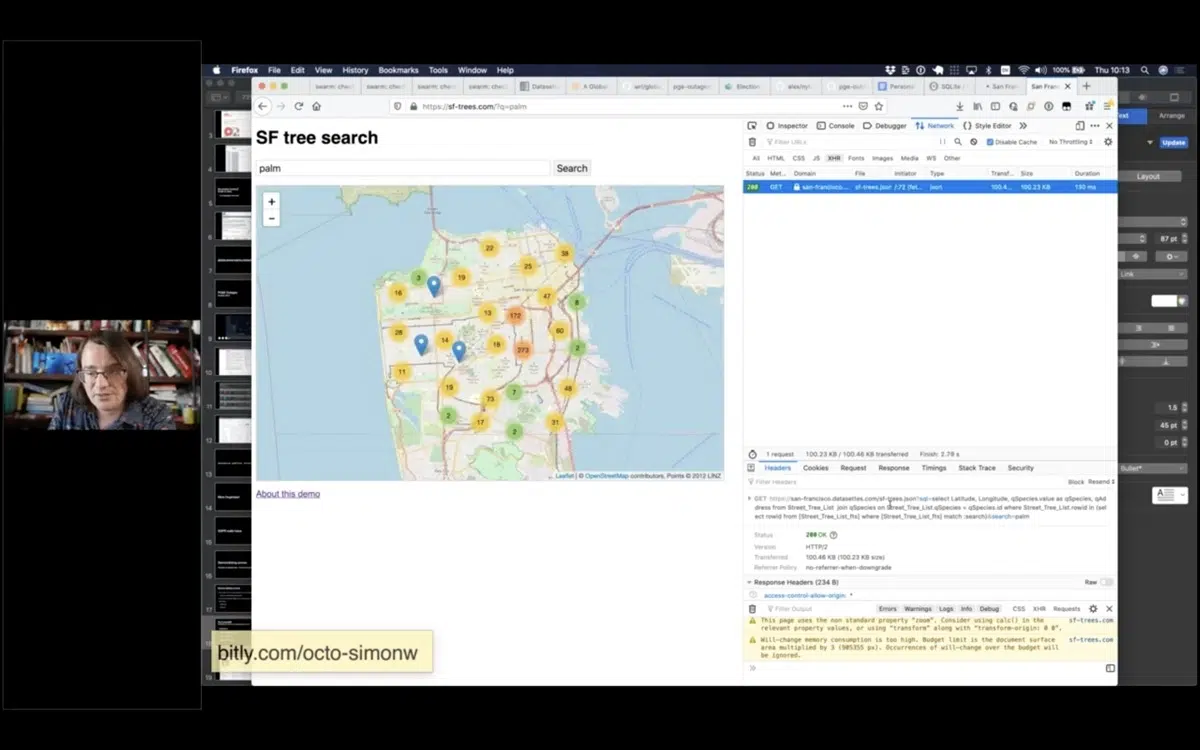 Firefox File Edit View History Bookmarks Tools Window Help
100% Thu 10:13
https://sf-trees.com/?q=palm
SF tree search
palm
Search
+
−
22
38
25
3
19
16
47
8
13
172
28
60
14
16
273
2
11
19
7
48
73
2
17
31
2
Leaflet | © OpenStreetMap contributors, Points © 2012 LINZ
About this demo
Inspector Console Debugger Network Style Editor
Filter URLs
Disable Cache No Throttling
All HTML CSS JS XHR Fonts Images Media WS Other
Status Met... Domain File Initiator Type Transf... Size Duration
200 GET sf-trees.json json 100.4... 100.23 KB
1 request 100.23 KB / 100.46 KB transferred Finish: 2.79 s
Headers Cookies Request Response Timings Stack Trace Security
Filter Headers
Block Resend
GET https://san-francisco.datasettes.com/sf-trees.json?sql=select Latitude, Longitude, qSpecies.value as qSpecies, qAd
dress from Street_Tree_List join qSpecies on Street_Tree_List.qSpecies = qSpecies.id where Street_Tree_List.rowid in (sel
ect rowid from [Street_Tree_List_fts] where [Street_Tree_List_fts] match :search)&search=palm
Status 200 OK
Version HTTP/2
Transferred 100.46 KB (100.23 KB size)
Referrer Policy no-referrer-when-downgrade
Response Headers (234 B)
Raw
access-control-allow-origin: *
Filter Output
Errors Warnings Logs Info Debug CSS XHR Requests
This page uses the non standard property "zoom". Consider using calc() in the
relevant property values, or using "transform" along with "transform-origin: 0 0".
sf-trees.com
Will-change memory consumption is too high. Budget limit is the document surface
area multiplied by 3 (905355 px). Occurrences of will-change over the budget will
be ignored.
sf-trees.com
Arrange
Update
Layout
87 pt
Link
1.5
45 pt
0 pt
Bullet*
bitly.com/octo-simonw